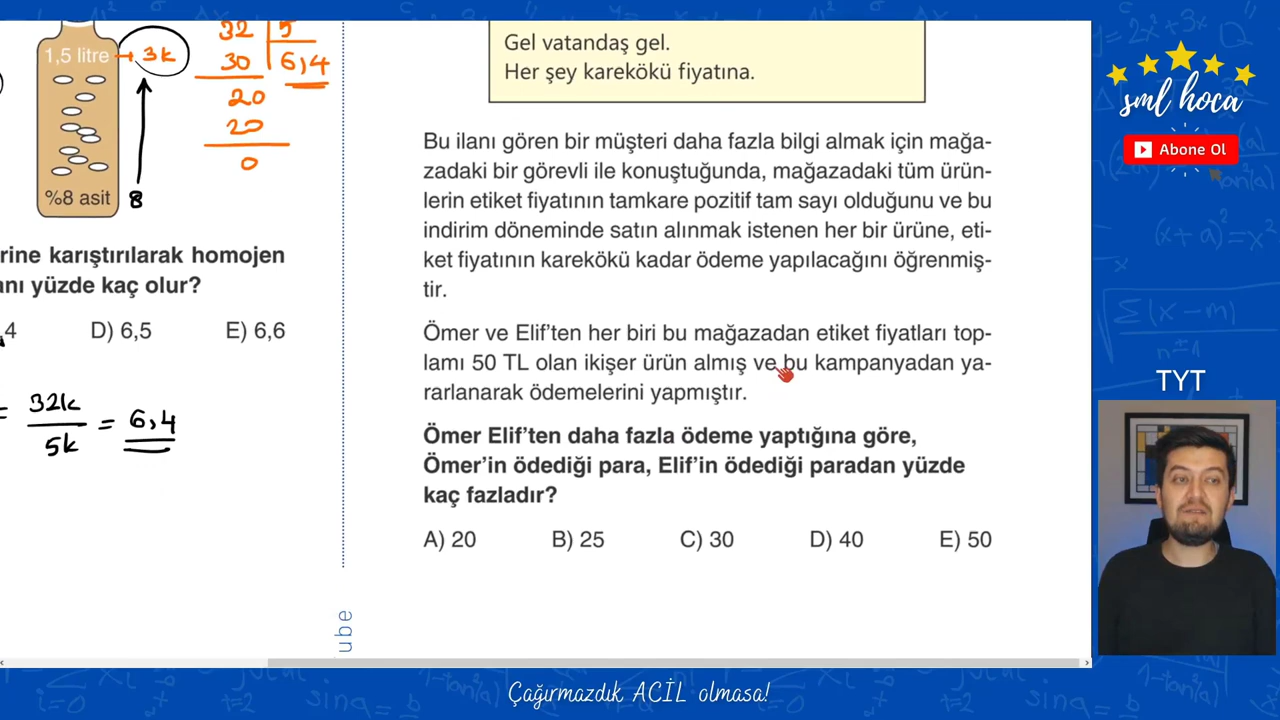 1,5 litre → 3k
%8 asit
8
32 5
30 6,4
20
20
0
rine karıştırılarak homojen
anı yüzde kaç olur?
,4 D) 6,5 E) 6,6
= 32k / 5k = 6,4
Gel vatandaş gel.
Her şey karekökü fiyatına.
Bu ilanı gören bir müşteri daha fazla bilgi almak için mağa-
zadaki bir görevli ile konuştuğunda, mağazadaki tüm ürün-
lerin etiket fiyatının tamkare pozitif tam sayı olduğunu ve bu
indirim döneminde satın alınmak istenen her bir ürüne, eti-
ket fiyatının karekökü kadar ödeme yapılacağını öğrenmiş-
tir.
Ömer ve Elif'ten her biri bu mağazadan etiket fiyatları top-
lamı 50 TL olan ikişer ürün almış ve bu kampanyadan ya-
rarlanarak ödemelerini yapmıştır.
Ömer Elif'ten daha fazla ödeme yaptığına göre,
Ömer'in ödediği para, Elif'in ödediği paradan yüzde
kaç fazladır?
A) 20 B) 25 C) 30 D) 40 E) 50
ube
sml hoca
Abone Ol
TYT
Çağırmazdık ACİL olmasa!